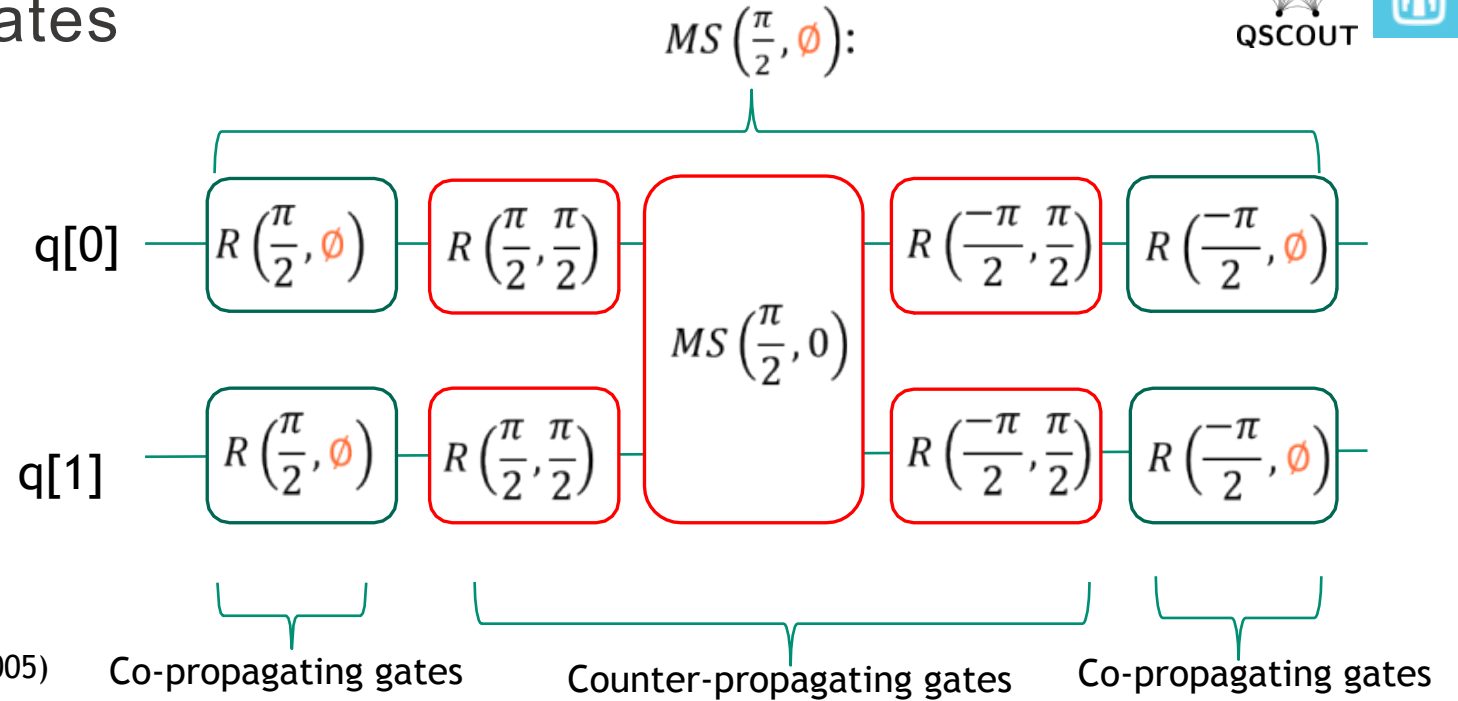 ates
MS(π/2, ∅):
QSCOUT
q[0]
R(π/2, ∅)
R(π/2, π/2)
MS(π/2, 0)
R(−π/2, π/2)
R(−π/2, ∅)
q[1]
R(π/2, ∅)
R(π/2, π/2)
R(−π/2, π/2)
R(−π/2, ∅)
005)
Co-propagating gates
Counter-propagating gates
Co-propagating gates